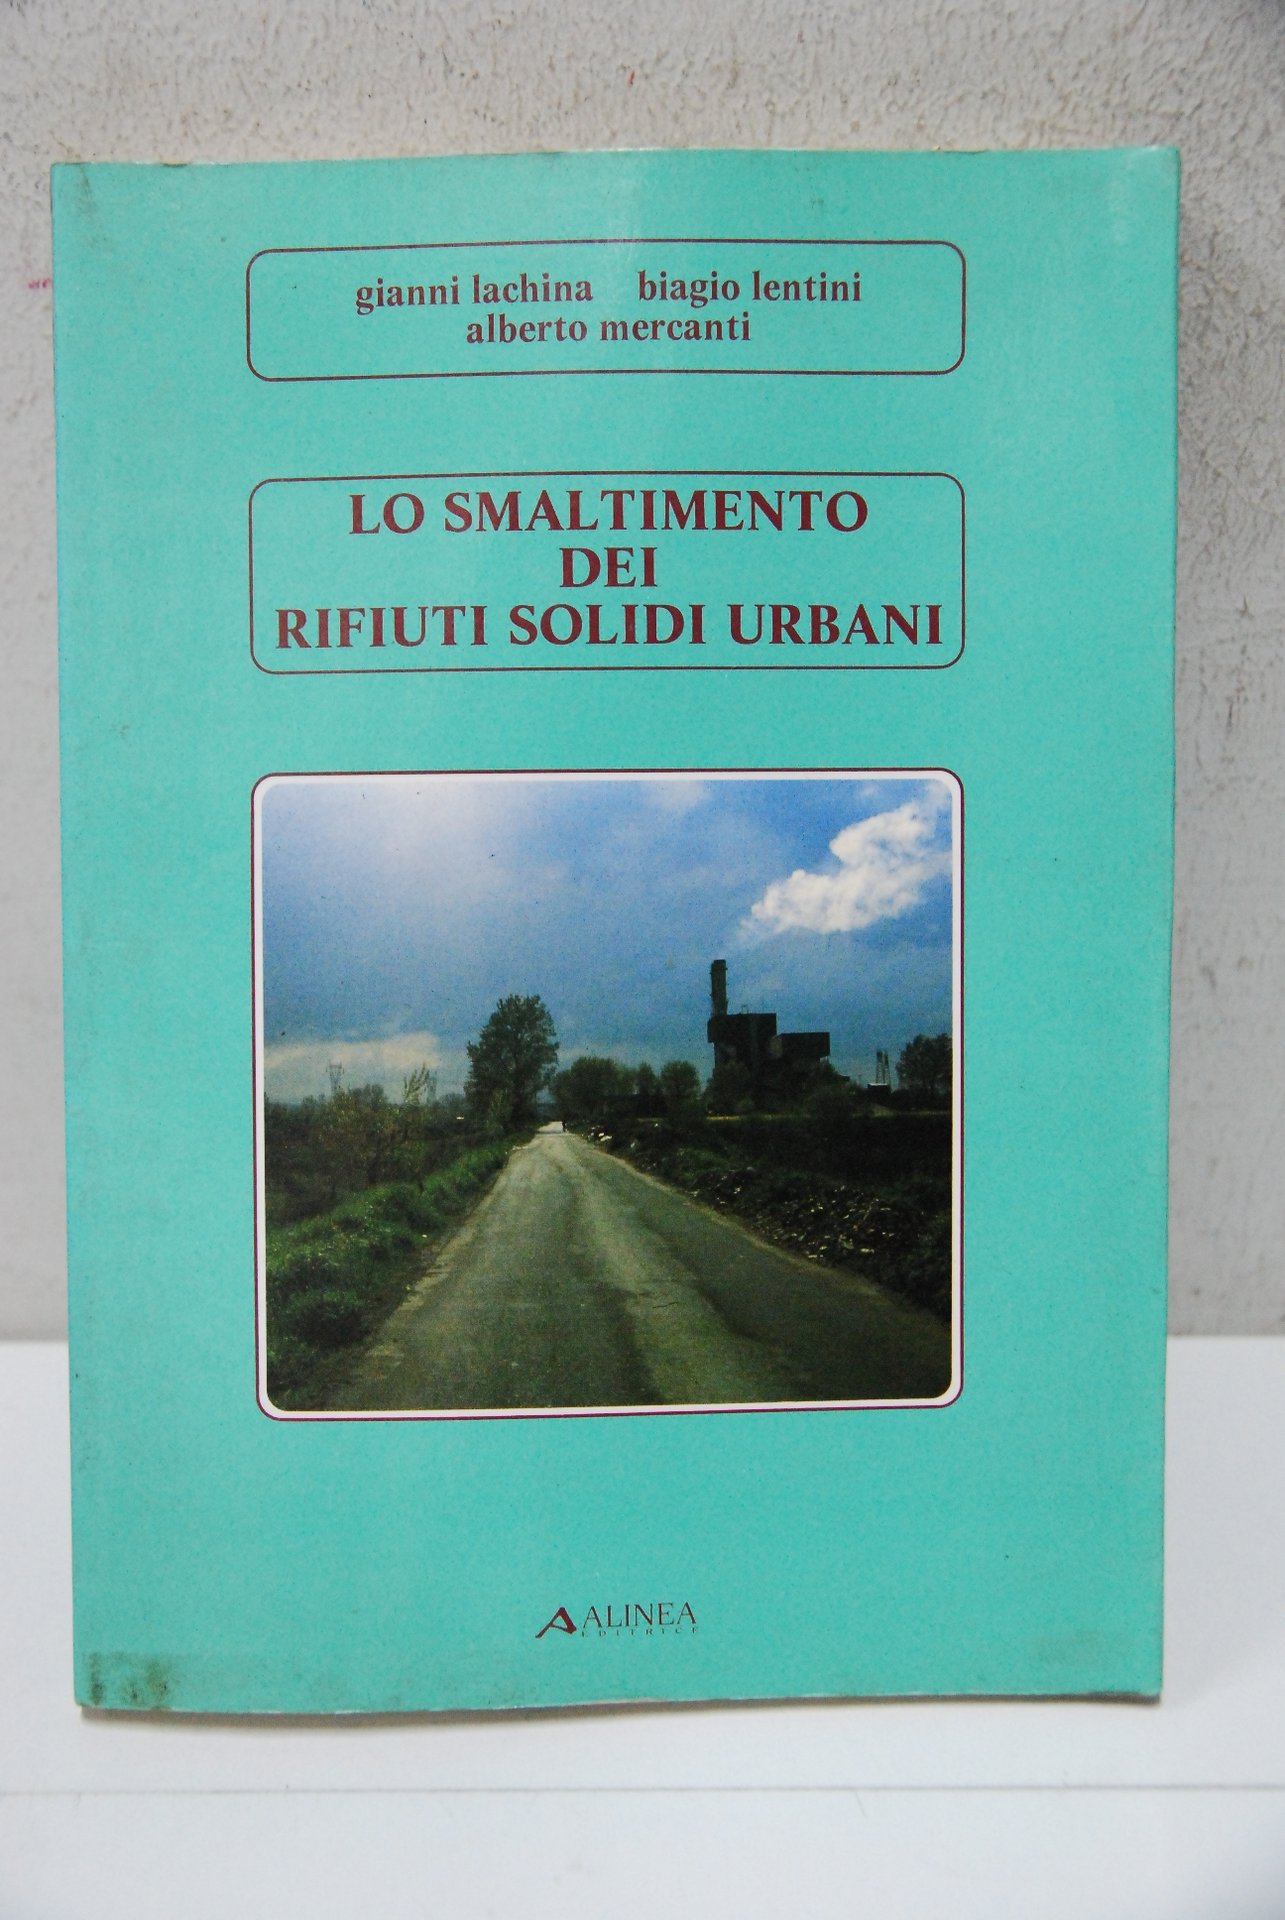 gianni lachina biagio lentini
alberto mercanti
LO SMALTIMENTO
DEI
RIFIUTI SOLIDI URBANI
ALINEA
EDITRICE